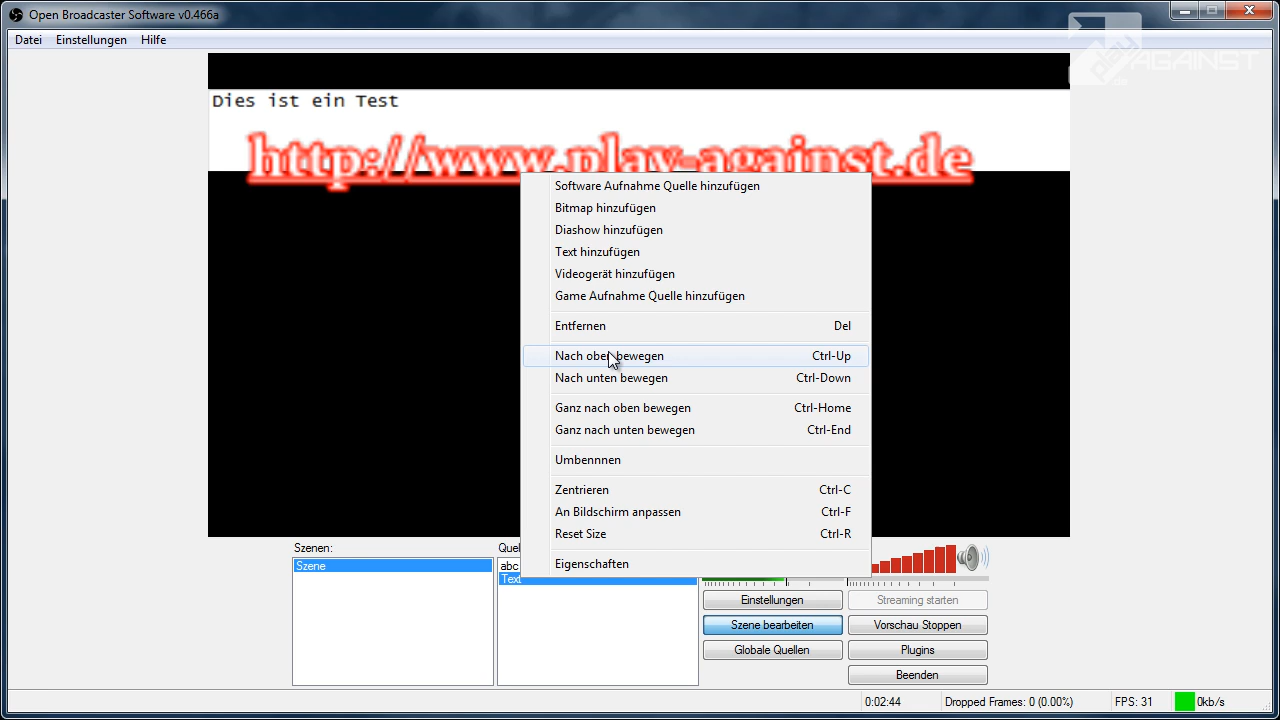 Open Broadcaster Software v0.466a
Datei Einstellungen Hilfe
play AGAINST
.de
Dies ist ein Test
http://www.play-against.de
Software Aufnahme Quelle hinzufügen
Bitmap hinzufügen
Diashow hinzufügen
Text hinzufügen
Videogerät hinzufügen
Game Aufnahme Quelle hinzufügen
Entfernen Del
Nach oben bewegen Ctrl-Up
Nach unten bewegen Ctrl-Down
Ganz nach oben bewegen Ctrl-Home
Ganz nach unten bewegen Ctrl-End
Umbennnen
Zentrieren Ctrl-C
An Bildschirm anpassen Ctrl-F
Reset Size Ctrl-R
Eigenschaften
Szenen:
Szene
Quel
abc
Text
Einstellungen Streaming starten
Szene bearbeiten Vorschau Stoppen
Globale Quellen Plugins
Beenden
0:02:44 Dropped Frames: 0 (0.00%) FPS: 31 0kb/s